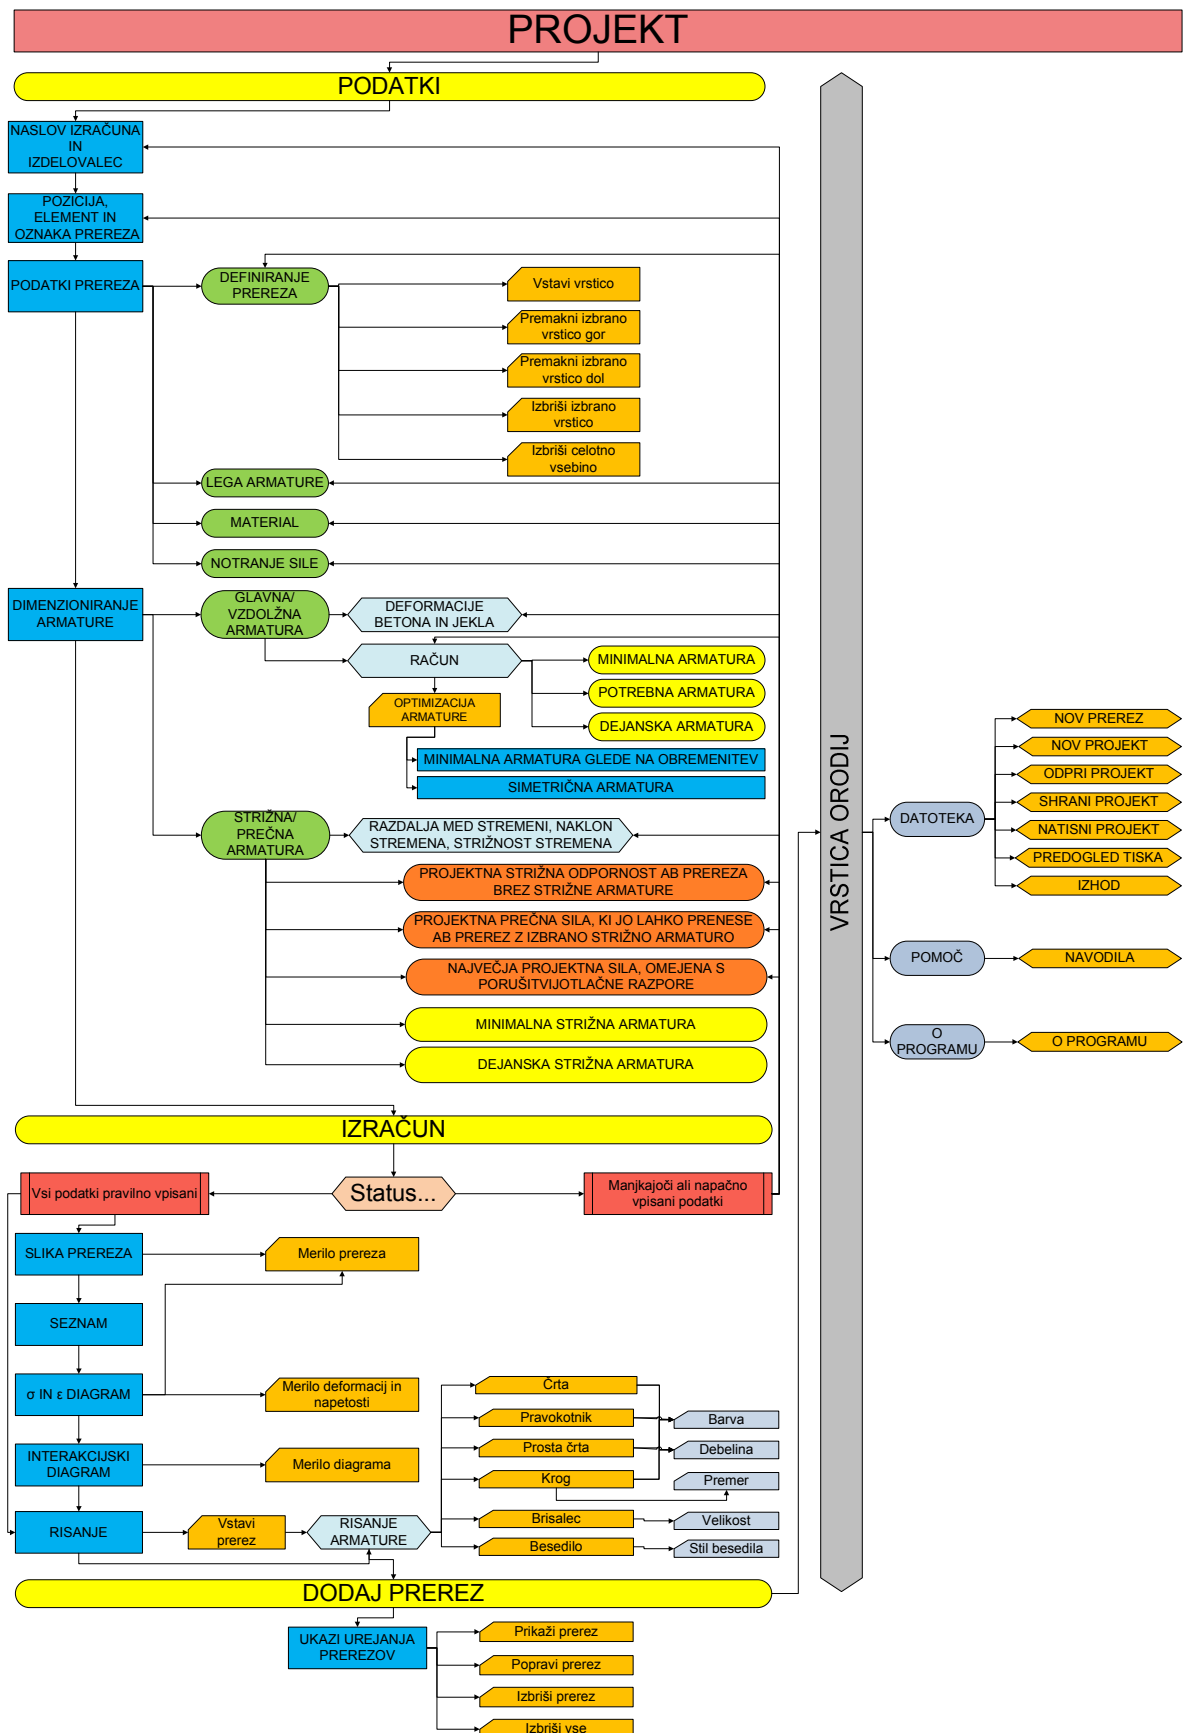 PROJEKT
PODATKI
NASLOV IZRAČUNA
IN
IZDELOVALEC
POZICIJA,
ELEMENT IN
OZNAKA PREREZA
PODATKI PREREZA
DEFINIRANJE
PREREZA
Vstavi vrstico
Premakni izbrano
vrstico gor
Premakni izbrano
vrstico dol
Izbriši izbrano
vrstico
Izbriši celotno
vsebino
LEGA ARMATURE
MATERIAL
NOTRANJE SILE
DIMENZIONIRANJE
ARMATURE
GLAVNA/
VZDOLŽNA
ARMATURA
DEFORMACIJE
BETONA IN JEKLA
RAČUN
MINIMALNA ARMATURA
POTREBNA ARMATURA
DEJANSKA ARMATURA
OPTIMIZACIJA
ARMATURE
MINIMALNA ARMATURA GLEDE NA OBREMENITEV
SIMETRIČNA ARMATURA
STRIŽNA/
PREČNA
ARMATURA
RAZDALJA MED STREMENI, NAKLON
STREMENA, STRIŽNOST STREMENA
PROJEKTNA STRIŽNA ODPORNOST AB PREREZA
BREZ STRIŽNE ARMATURE
PROJEKTNA PREČNA SILA, KI JO LAHKO PRENESE
AB PREREZ Z IZBRANO STRIŽNO ARMATURO
NAJVEČJA PROJEKTNA SILA, OMEJENA S
PORUŠITVIJOTLAČNE RAZPORE
MINIMALNA STRIŽNA ARMATURA
DEJANSKA STRIŽNA ARMATURA
VRSTICA ORODIJ
DATOTEKA
NOV PREREZ
NOV PROJEKT
ODPRI PROJEKT
SHRANI PROJEKT
NATISNI PROJEKT
PREDOGLED TISKA
IZHOD
POMOČ
NAVODILA
O
PROGRAMU
O PROGRAMU
IZRAČUN
Vsi podatki pravilno vpisani
Status...
Manjkajoči ali napačno
vpisani podatki
SLIKA PREREZA
Merilo prereza
SEZNAM
σ IN ε DIAGRAM
Merilo deformacij in
napetosti
INTERAKCIJSKI
DIAGRAM
Merilo diagrama
RISANJE
Vstavi
prerez
RISANJE
ARMATURE
Črta
Pravokotnik
Prosta črta
Krog
Brisalec
Besedilo
Barva
Debelina
Premer
Velikost
Stil besedila
DODAJ PREREZ
UKAZI UREJANJA
PREREZOV
Prikaži prerez
Popravi prerez
Izbriši prerez
Izbriši vse